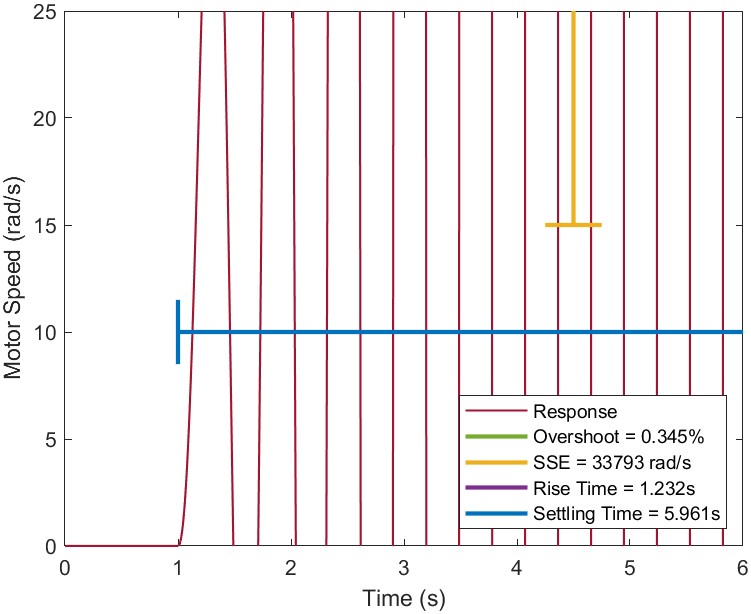 Motor Speed (rad/s)
25
20
15
10
5
0
0 1 2 3 4 5 6
Time (s)
Response
Overshoot = 0.345%
SSE = 33793 rad/s
Rise Time = 1.232s
Settling Time = 5.961s